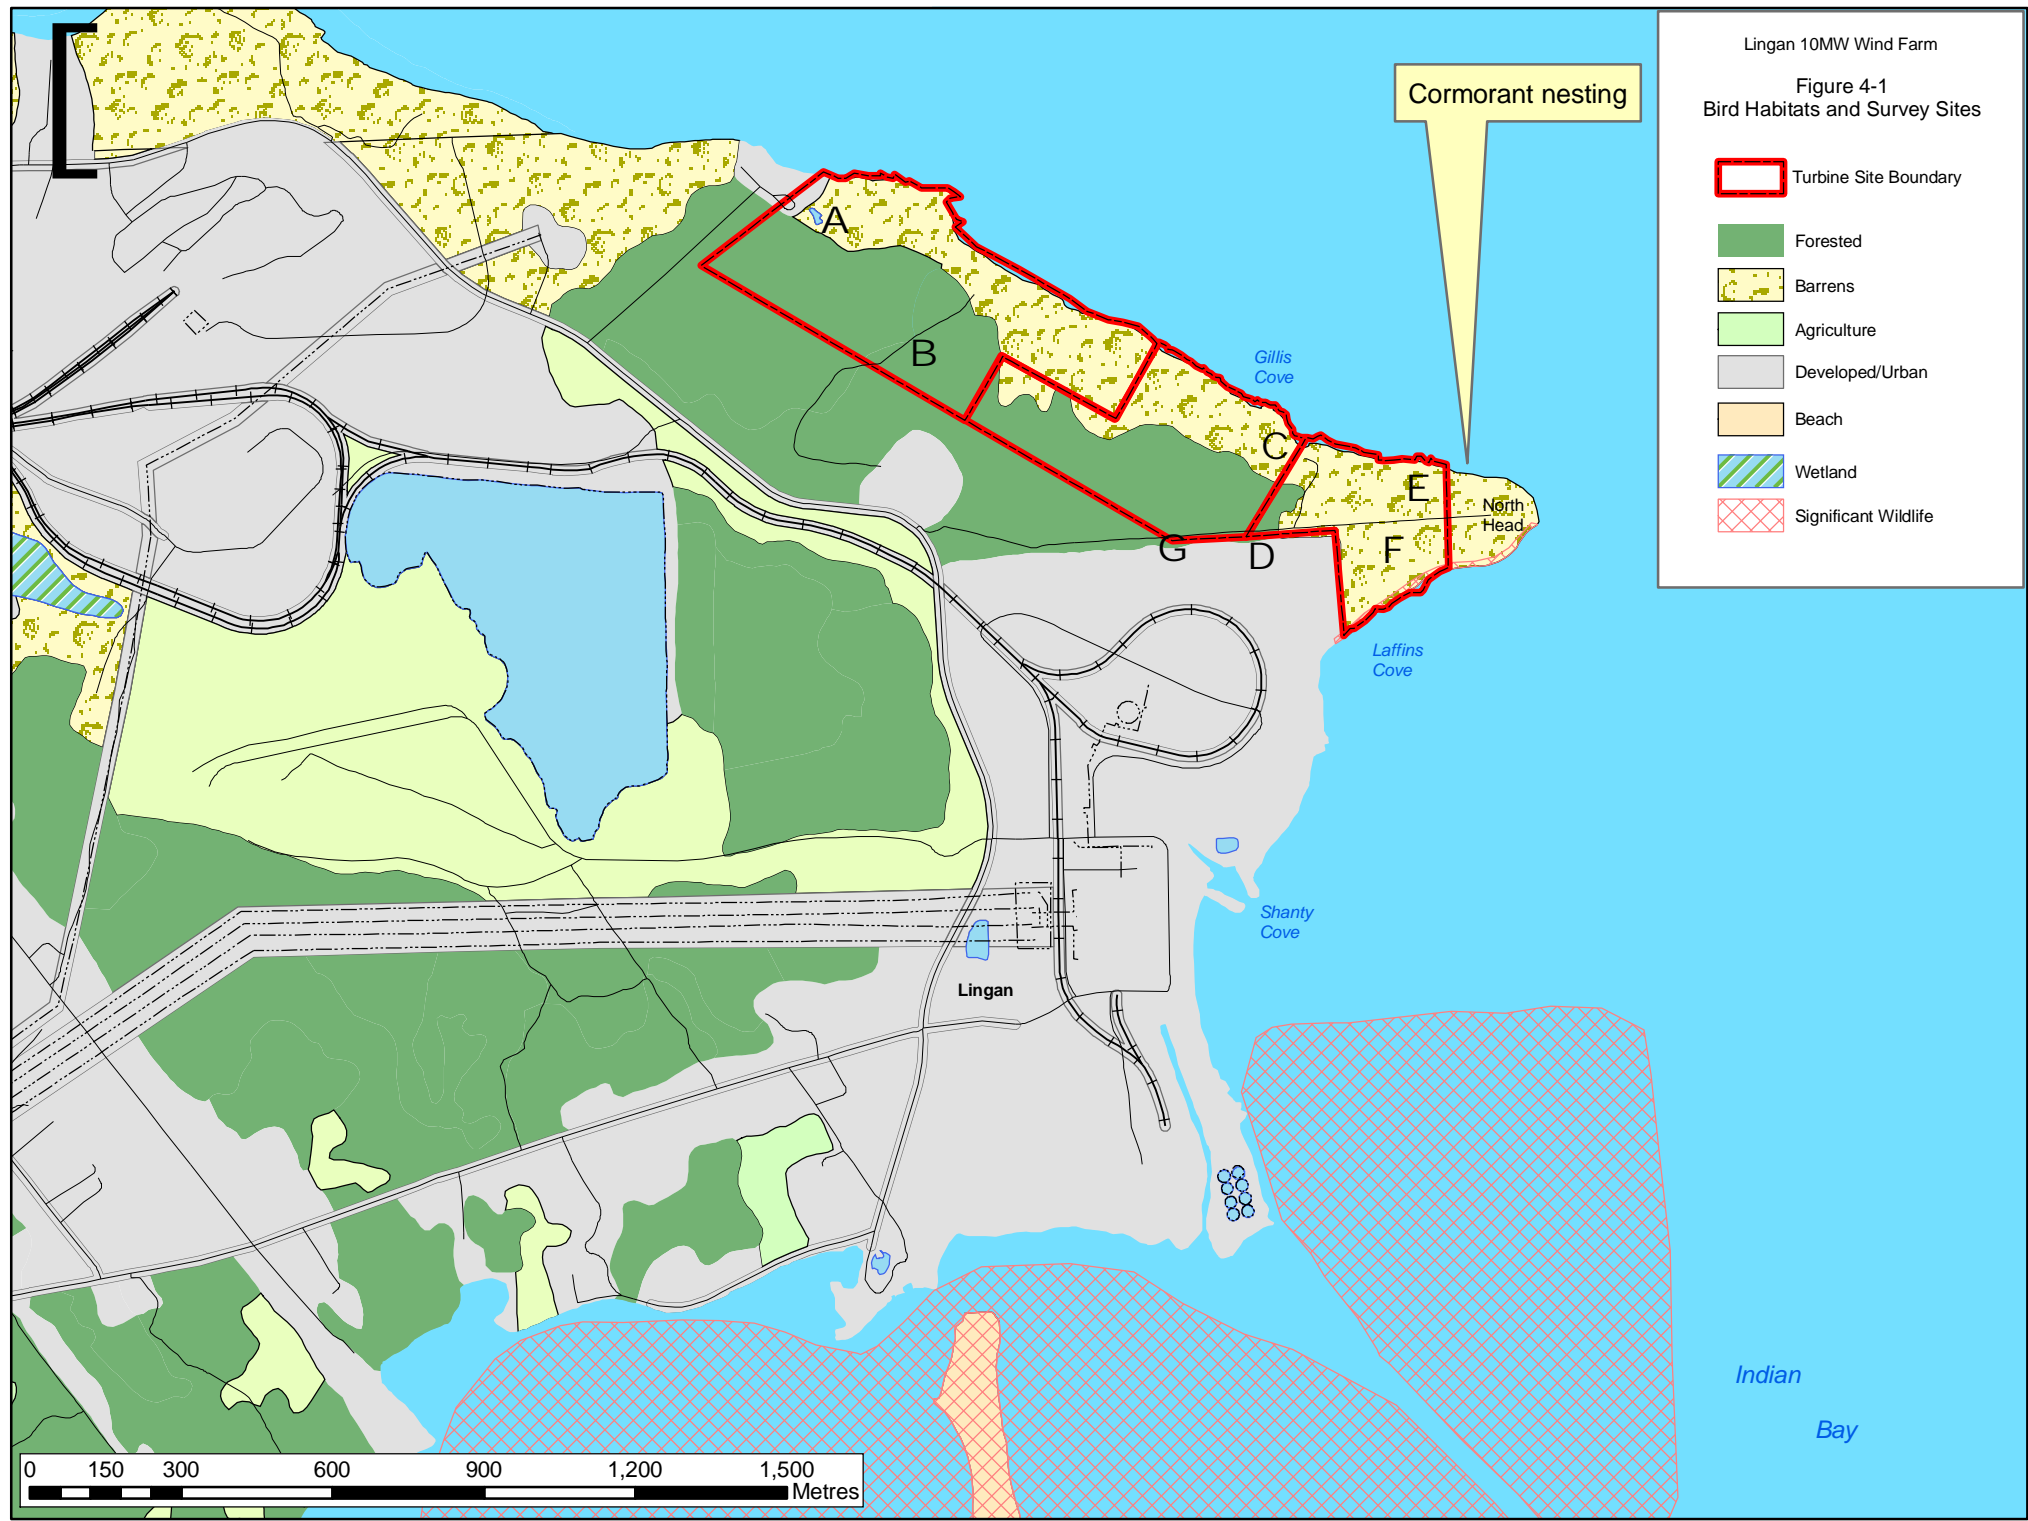 Lingan 10MW Wind Farm
Figure 4-1
Bird Habitats and Survey Sites
Turbine Site Boundary
Forested
Barrens
Agriculture
Developed/Urban
Beach
Wetland
Significant Wildlife
Cormorant nesting
A
B
Gillis
Cove
C
E
North
Head
F
G
D
Laffins
Cove
Shanty
Cove
Lingan
Indian
Bay
0 150 300 600 900 1,200 1,500
Metres